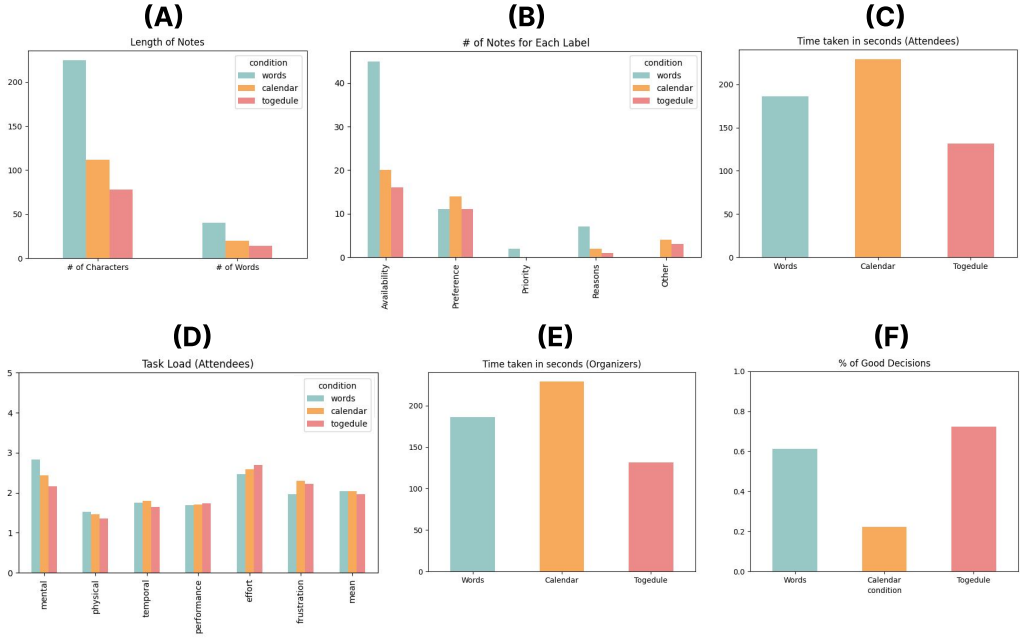 (A)
Length of Notes
condition
words
calendar
togedule
200
150
100
50
0
# of Characters
# of Words
(B)
# of Notes for Each Label
condition
words
calendar
togedule
40
30
20
10
0
Availability
Preference
Priority
Reasons
Other
(C)
Time taken in seconds (Attendees)
200
150
100
50
0
Words
Calendar
Togedule
(D)
Task Load (Attendees)
condition
words
calendar
togedule
5
4
3
2
1
0
mental
physical
temporal
performance
effort
frustration
mean
(E)
Time taken in seconds (Organizers)
200
150
100
50
0
Words
Calendar
Togedule
(F)
% of Good Decisions
1.0
0.8
0.6
0.4
0.2
0.0
Words
Calendar
Togedule
condition